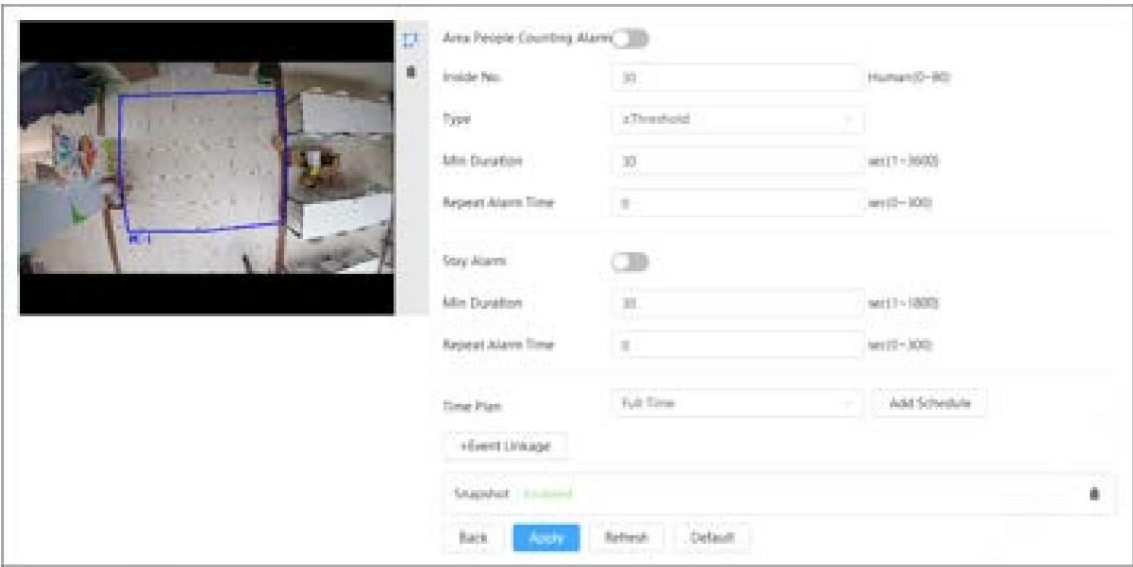 Area People Counting Alarm
Inside No. Human(0~80)
Type ≥Threshold
Min Duration 30 sec(1~3600)
Repeat Alarm Time 0 sec(0~300)
Stay Alarm
Min Duration 30 sec(1~1800)
Repeat Alarm Time 0 sec(0~300)
Time Plan Full Time Add Schedule
+Event Linkage
Snapshot Enabled
Back Apply Refresh Default